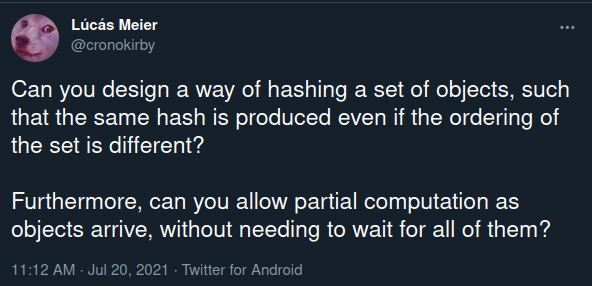 Lúcás Meier
@cronokirby
Can you design a way of hashing a set of objects, such
that the same hash is produced even if the ordering of
the set is different?
Furthermore, can you allow partial computation as
objects arrive, without needing to wait for all of them?
11:12 AM · Jul 20, 2021 · Twitter for Android